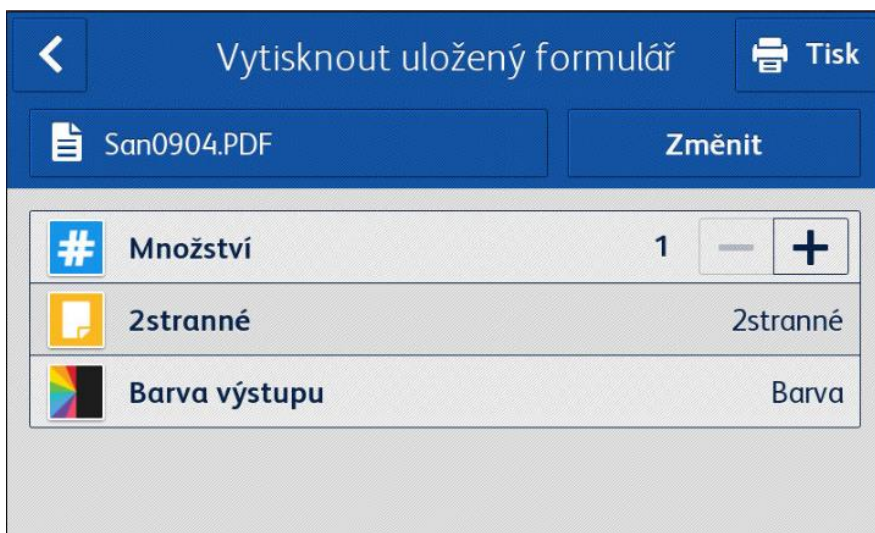 Vytisknout uložený formulář
Tisk
San0904.PDF
Změnit
# Množství 1 − +
2stranné 2stranné
Barva výstupu Barva